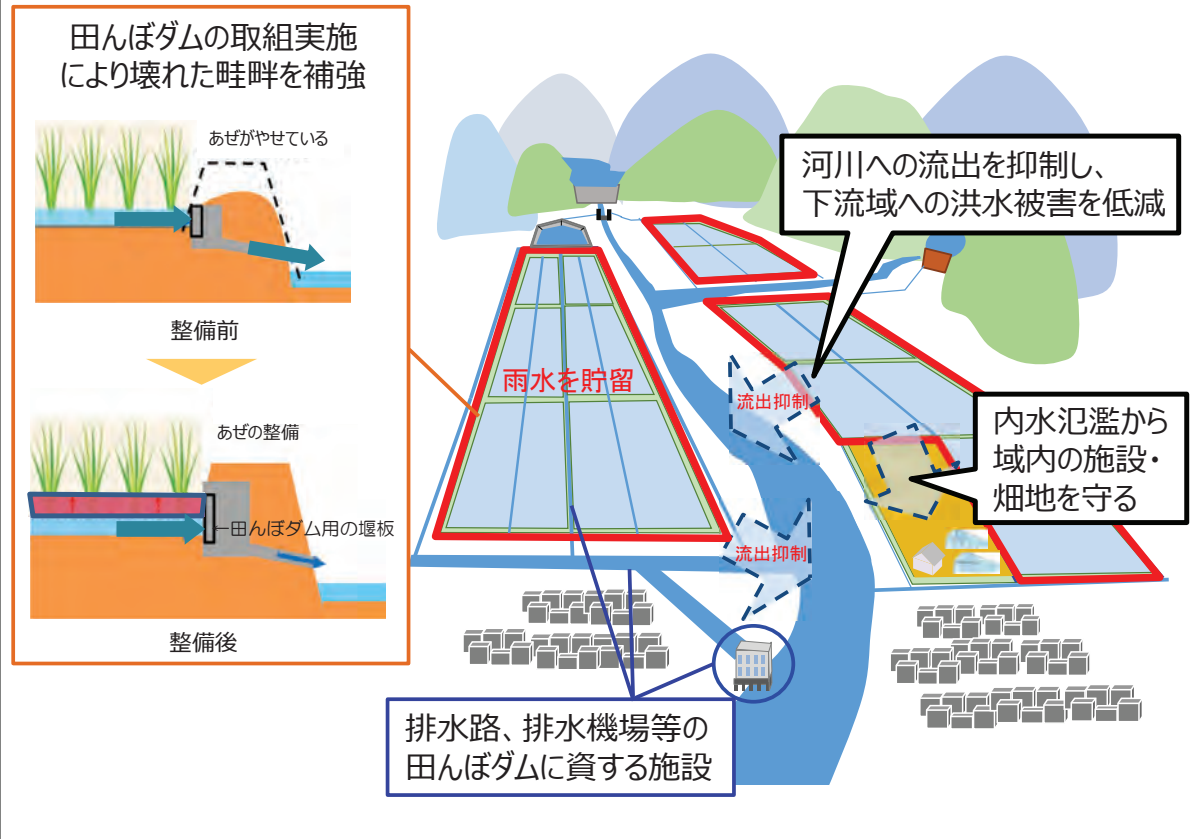 田んぼダムの取組実施
により壊れた畦畔を補強
あぜがやせている
整備前
あぜの整備
←田んぼダム用の堰板
整備後
河川への流出を抑制し、
下流域への洪水被害を低減
雨水を貯留
流出抑制
内水氾濫から
域内の施設・
畑地を守る
流出抑制
排水路、排水機場等の
田んぼダムに資する施設